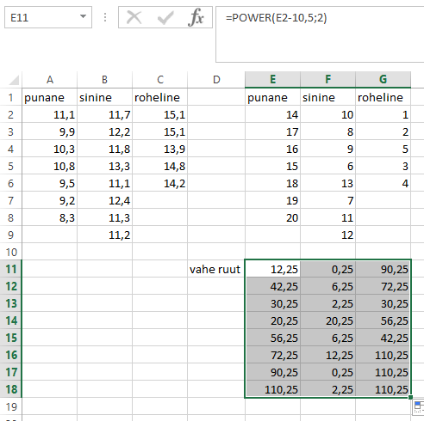 E11 fx =POWER(E2-10,5;2)
A B C D E F G
1 punane sinine roheline punane sinine roheline
2 11,1 11,7 15,1 14 10 1
3 9,9 12,2 15,1 17 8 2
4 10,3 11,8 13,9 16 9 5
5 10,8 13,3 14,8 15 6 3
6 9,5 11,1 14,2 18 13 4
7 9,2 12,4 19 7
8 8,3 11,3 20 11
9 11,2 12
10
11 vahe ruut 12,25 0,25 90,25
12 42,25 6,25 72,25
13 30,25 2,25 30,25
14 20,25 20,25 56,25
15 56,25 6,25 42,25
16 72,25 12,25 110,25
17 90,25 0,25 110,25
18 110,25 2,25 110,25
19